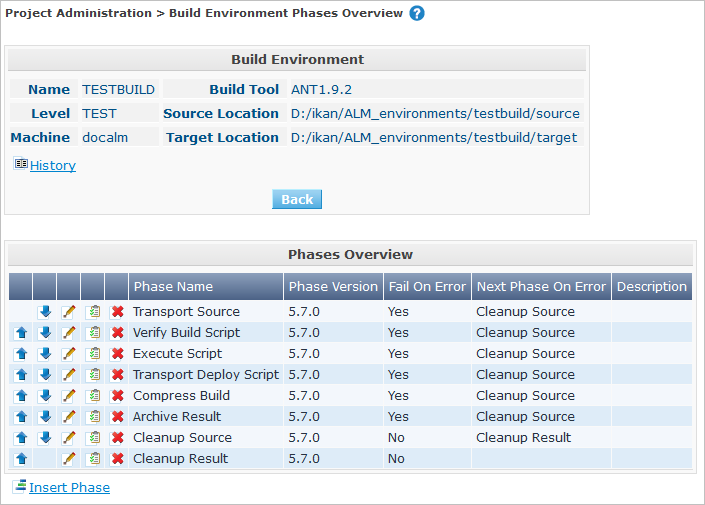 Project Administration > Build Environment Phases Overview ?
Build Environment
Name TESTBUILD Build Tool ANT1.9.2
Level TEST Source Location D:/ikan/ALM_environments/testbuild/source
Machine docalm Target Location D:/ikan/ALM_environments/testbuild/target
History
Back
Phases Overview
Phase Name Phase Version Fail On Error Next Phase On Error Description
Transport Source 5.7.0 Yes Cleanup Source
Verify Build Script 5.7.0 Yes Cleanup Source
Execute Script 5.7.0 Yes Cleanup Source
Transport Deploy Script 5.7.0 Yes Cleanup Source
Compress Build 5.7.0 Yes Cleanup Source
Archive Result 5.7.0 Yes Cleanup Source
Cleanup Source 5.7.0 No Cleanup Result
Cleanup Result 5.7.0 No
Insert Phase